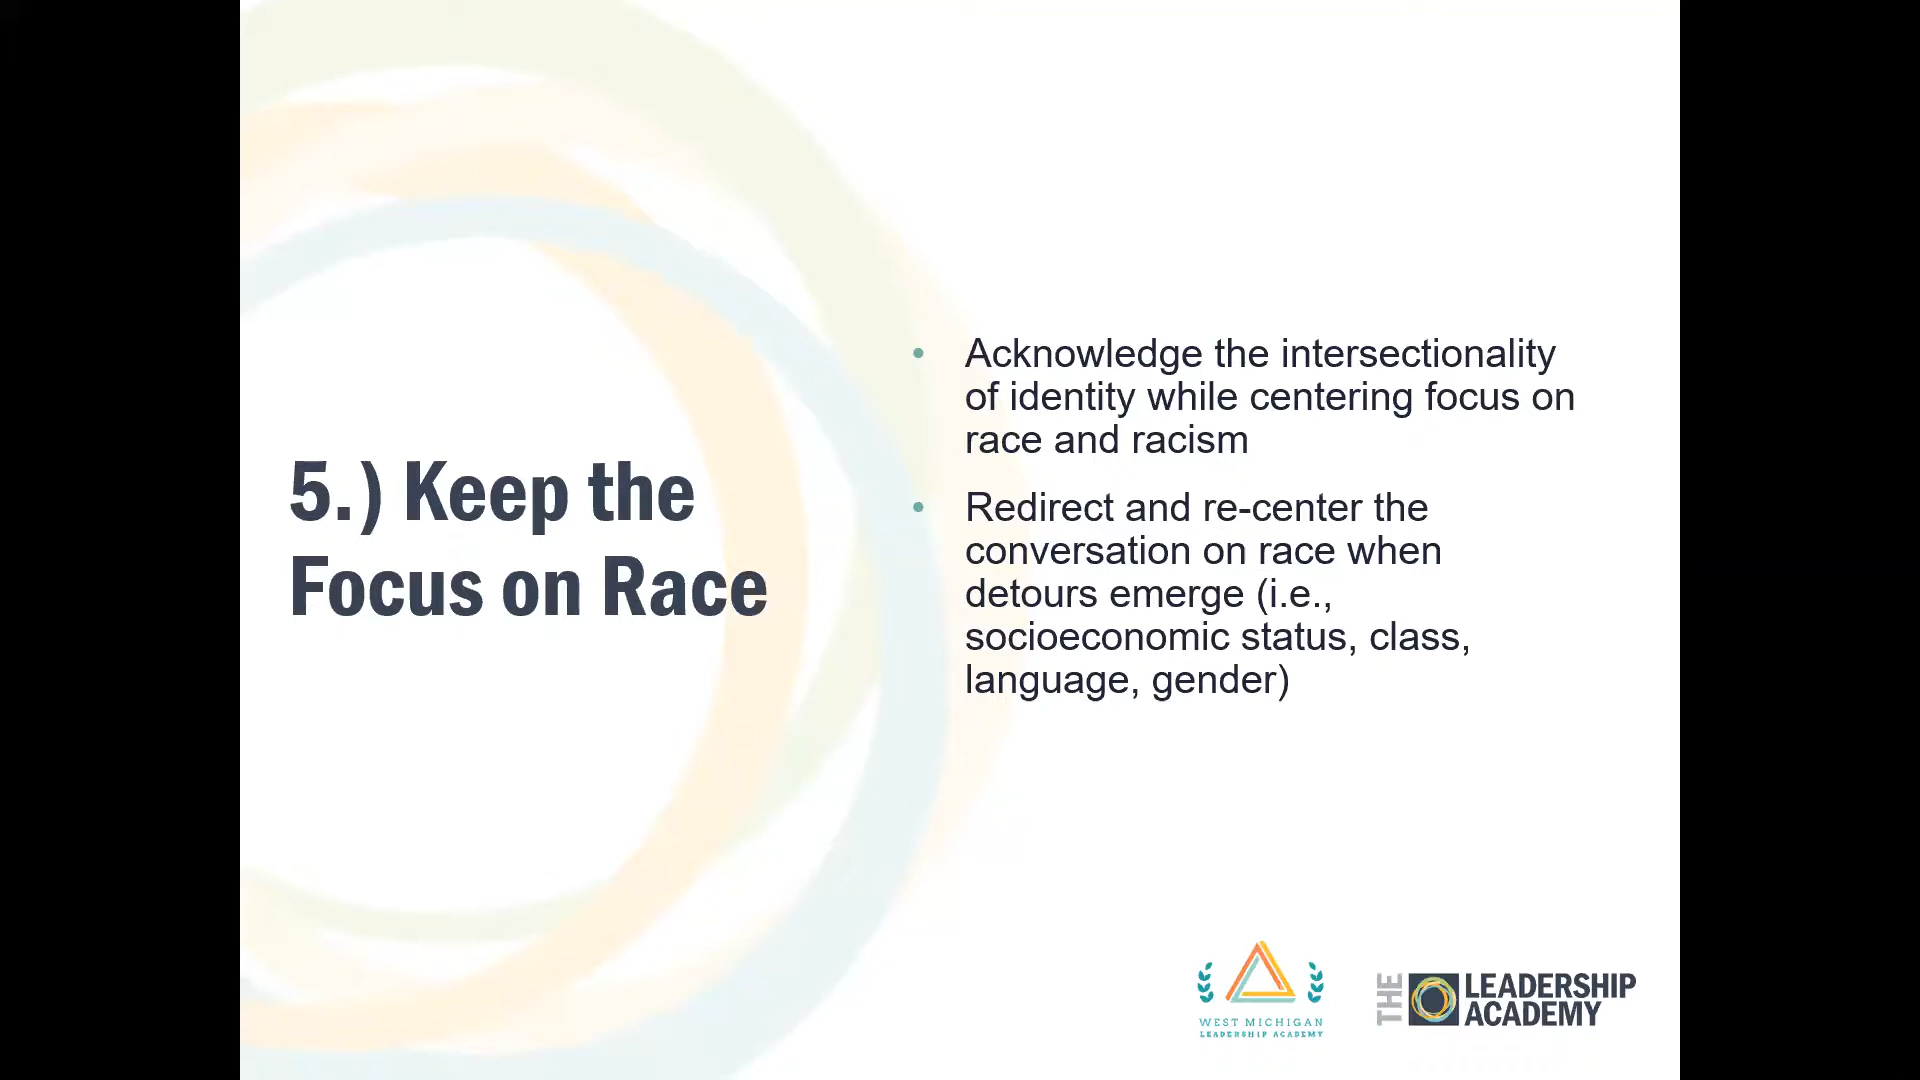 5.) Keep the
Focus on Race
• Acknowledge the intersectionality
of identity while centering focus on
race and racism
• Redirect and re-center the
conversation on race when
detours emerge (i.e.,
socioeconomic status, class,
language, gender)
WEST MICHIGAN
LEADERSHIP ACADEMY
THE
LEADERSHIP
ACADEMY